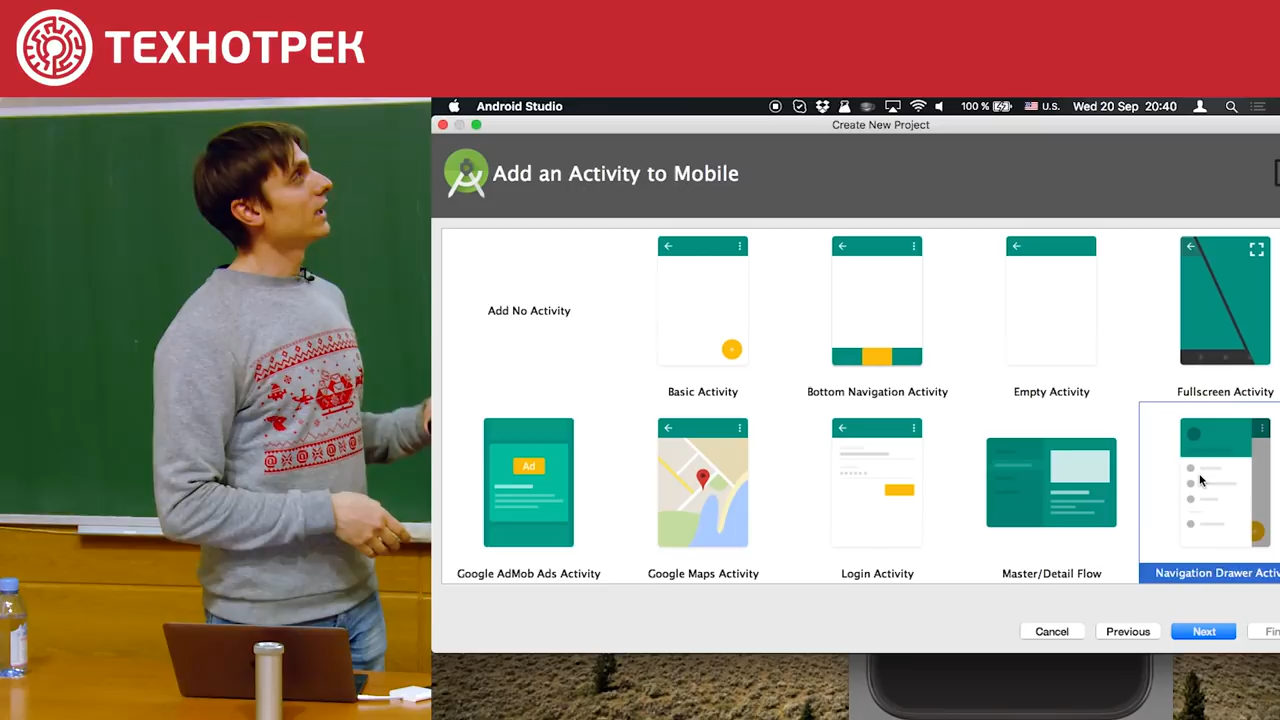 ТЕХНОТРЕК
Android Studio
100 %
U.S.
Wed 20 Sep 20:40
Create New Project
Add an Activity to Mobile
Add No Activity
Basic Activity
Bottom Navigation Activity
Empty Activity
Fullscreen Activity
Ad
Google AdMob Ads Activity
Google Maps Activity
Login Activity
Master/Detail Flow
Navigation Drawer Activ
Cancel
Previous
Next
Fin